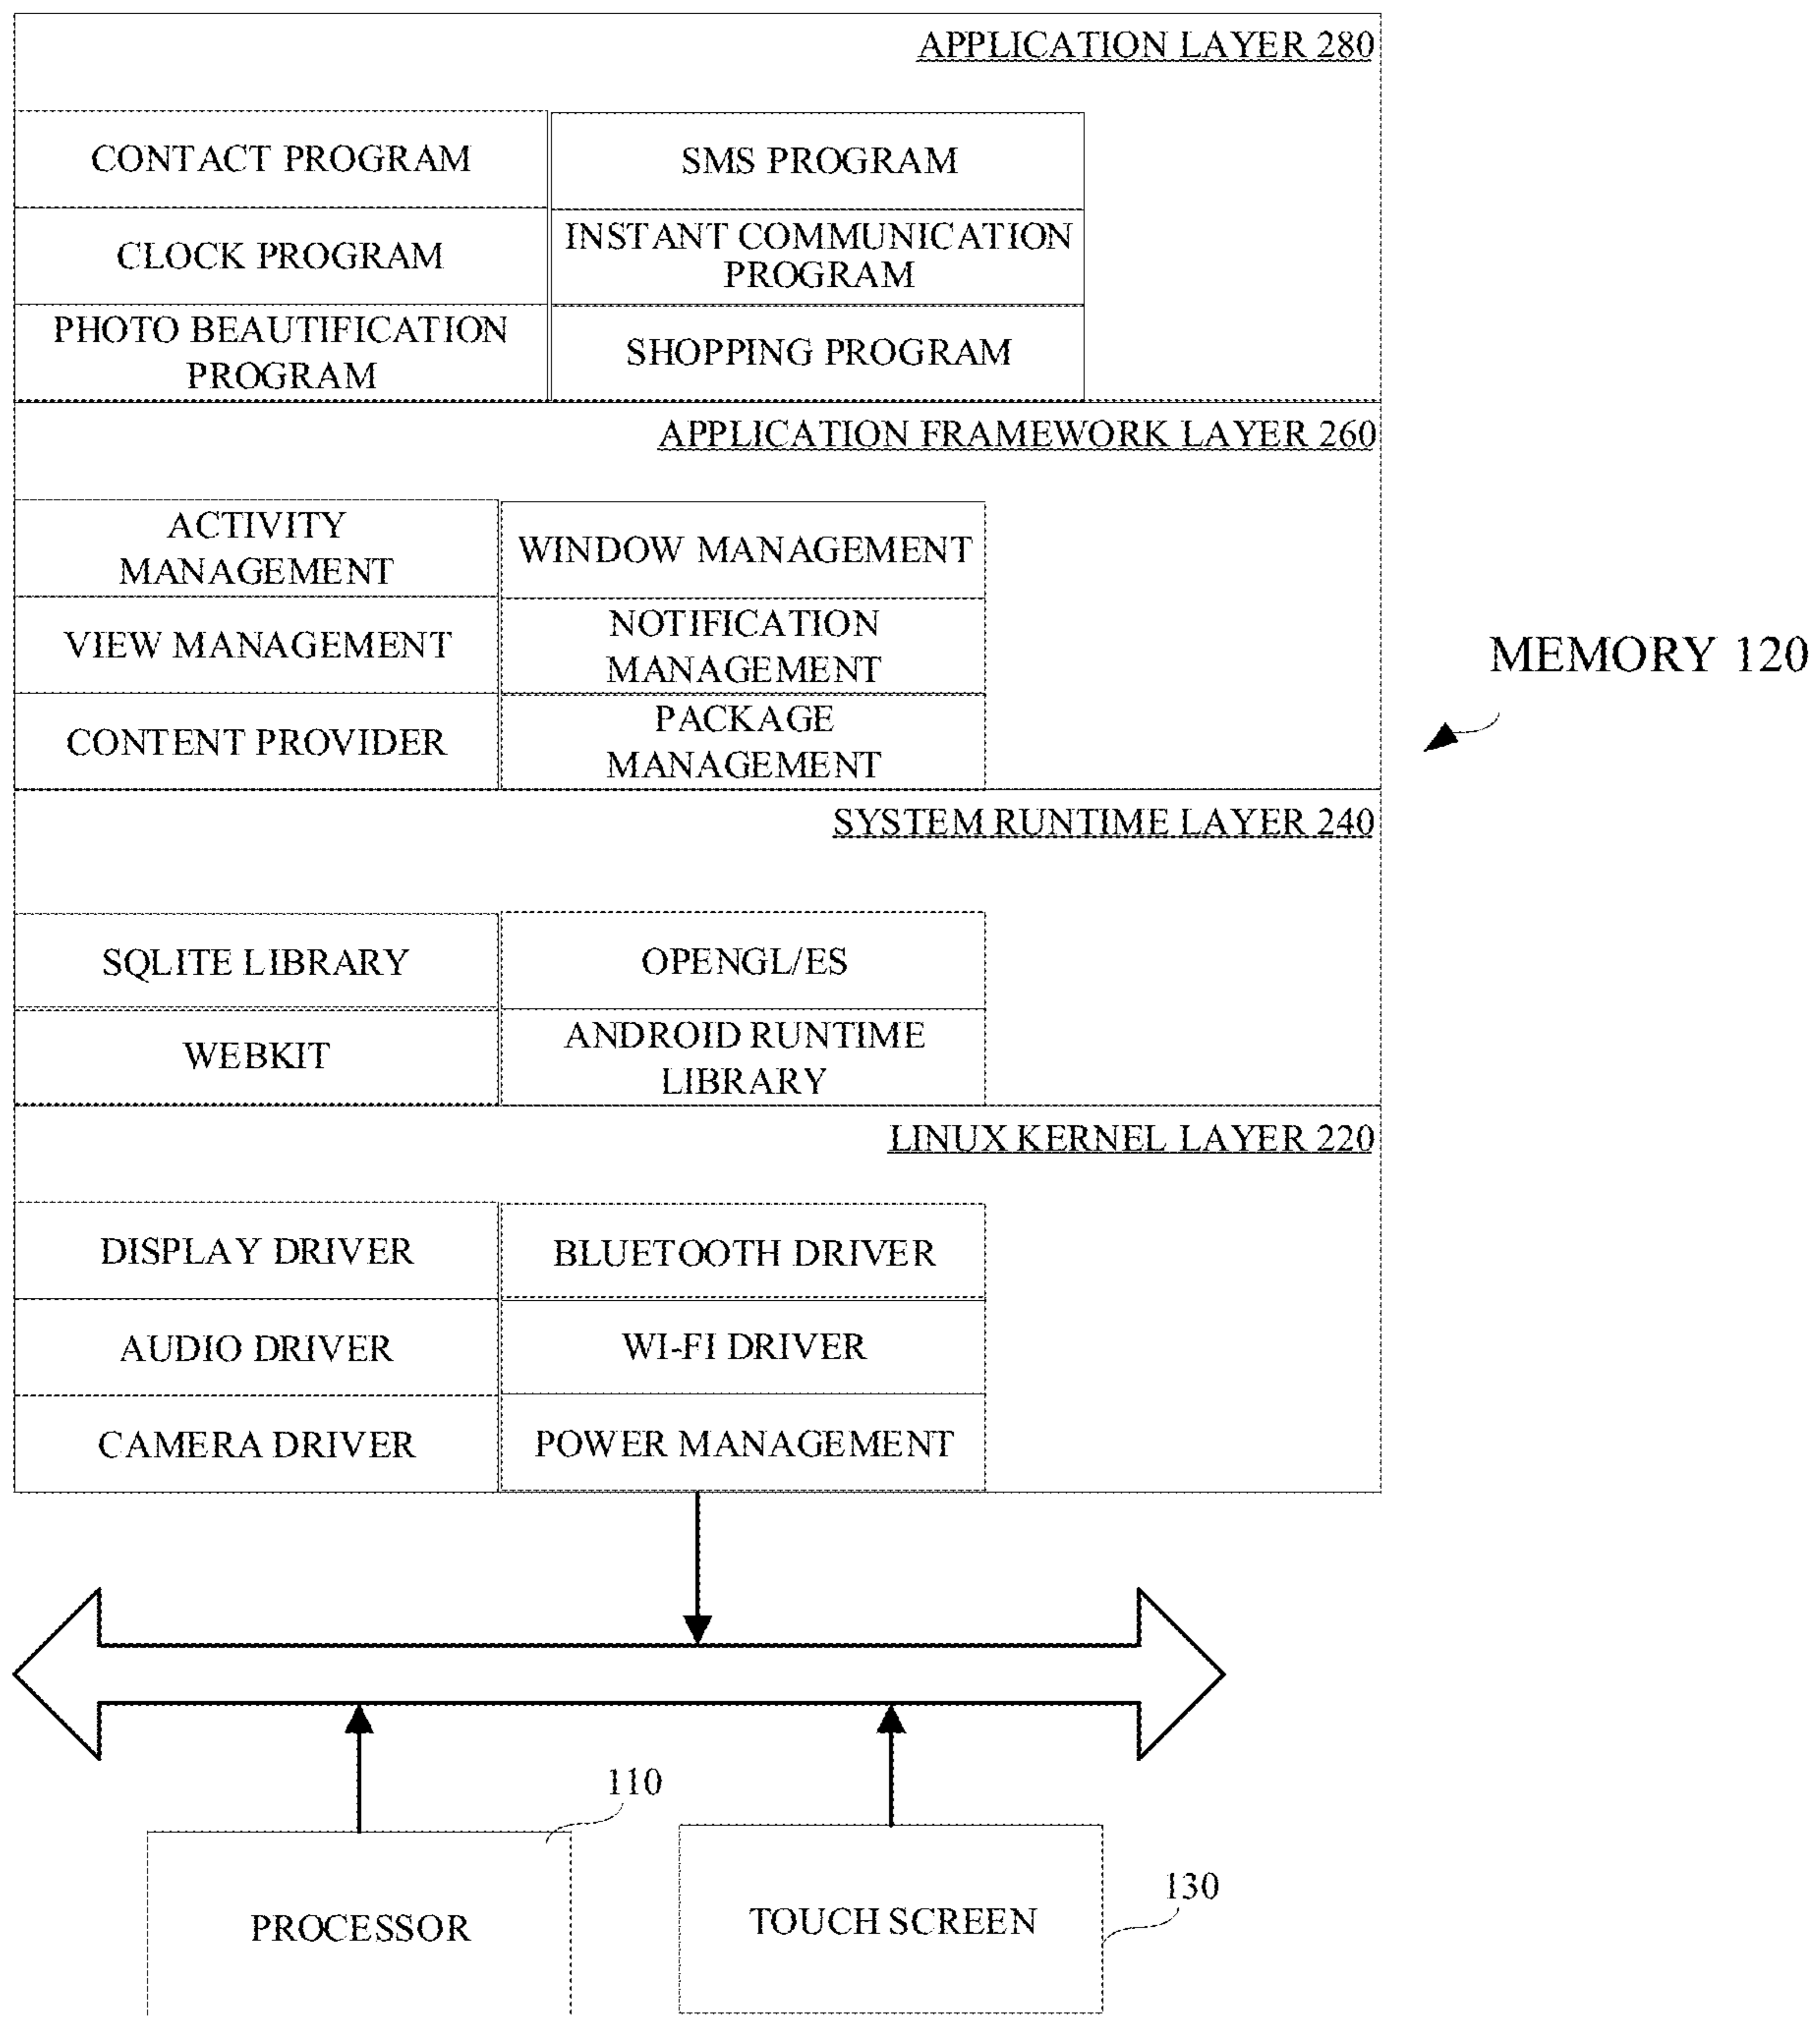 APPLICATION LAYER 280
CONTACT PROGRAM
SMS PROGRAM
CLOCK PROGRAM
INSTANT COMMUNICATION
PROGRAM
PHOTO BEAUTIFICATION
PROGRAM
SHOPPING PROGRAM
APPLICATION FRAMEWORK LAYER 260
ACTIVITY
MANAGEMENT
WINDOW MANAGEMENT
VIEW MANAGEMENT
NOTIFICATION
MANAGEMENT
CONTENT PROVIDER
PACKAGE
MANAGEMENT
MEMORY 120
SYSTEM RUNTIME LAYER 240
SQLITE LIBRARY
OPENGL/ES
WEBKIT
ANDROID RUNTIME
LIBRARY
LINUX KERNEL LAYER 220
DISPLAY DRIVER
BLUETOOTH DRIVER
AUDIO DRIVER
WI-FI DRIVER
CAMERA DRIVER
POWER MANAGEMENT
110
PROCESSOR
TOUCH SCREEN
130